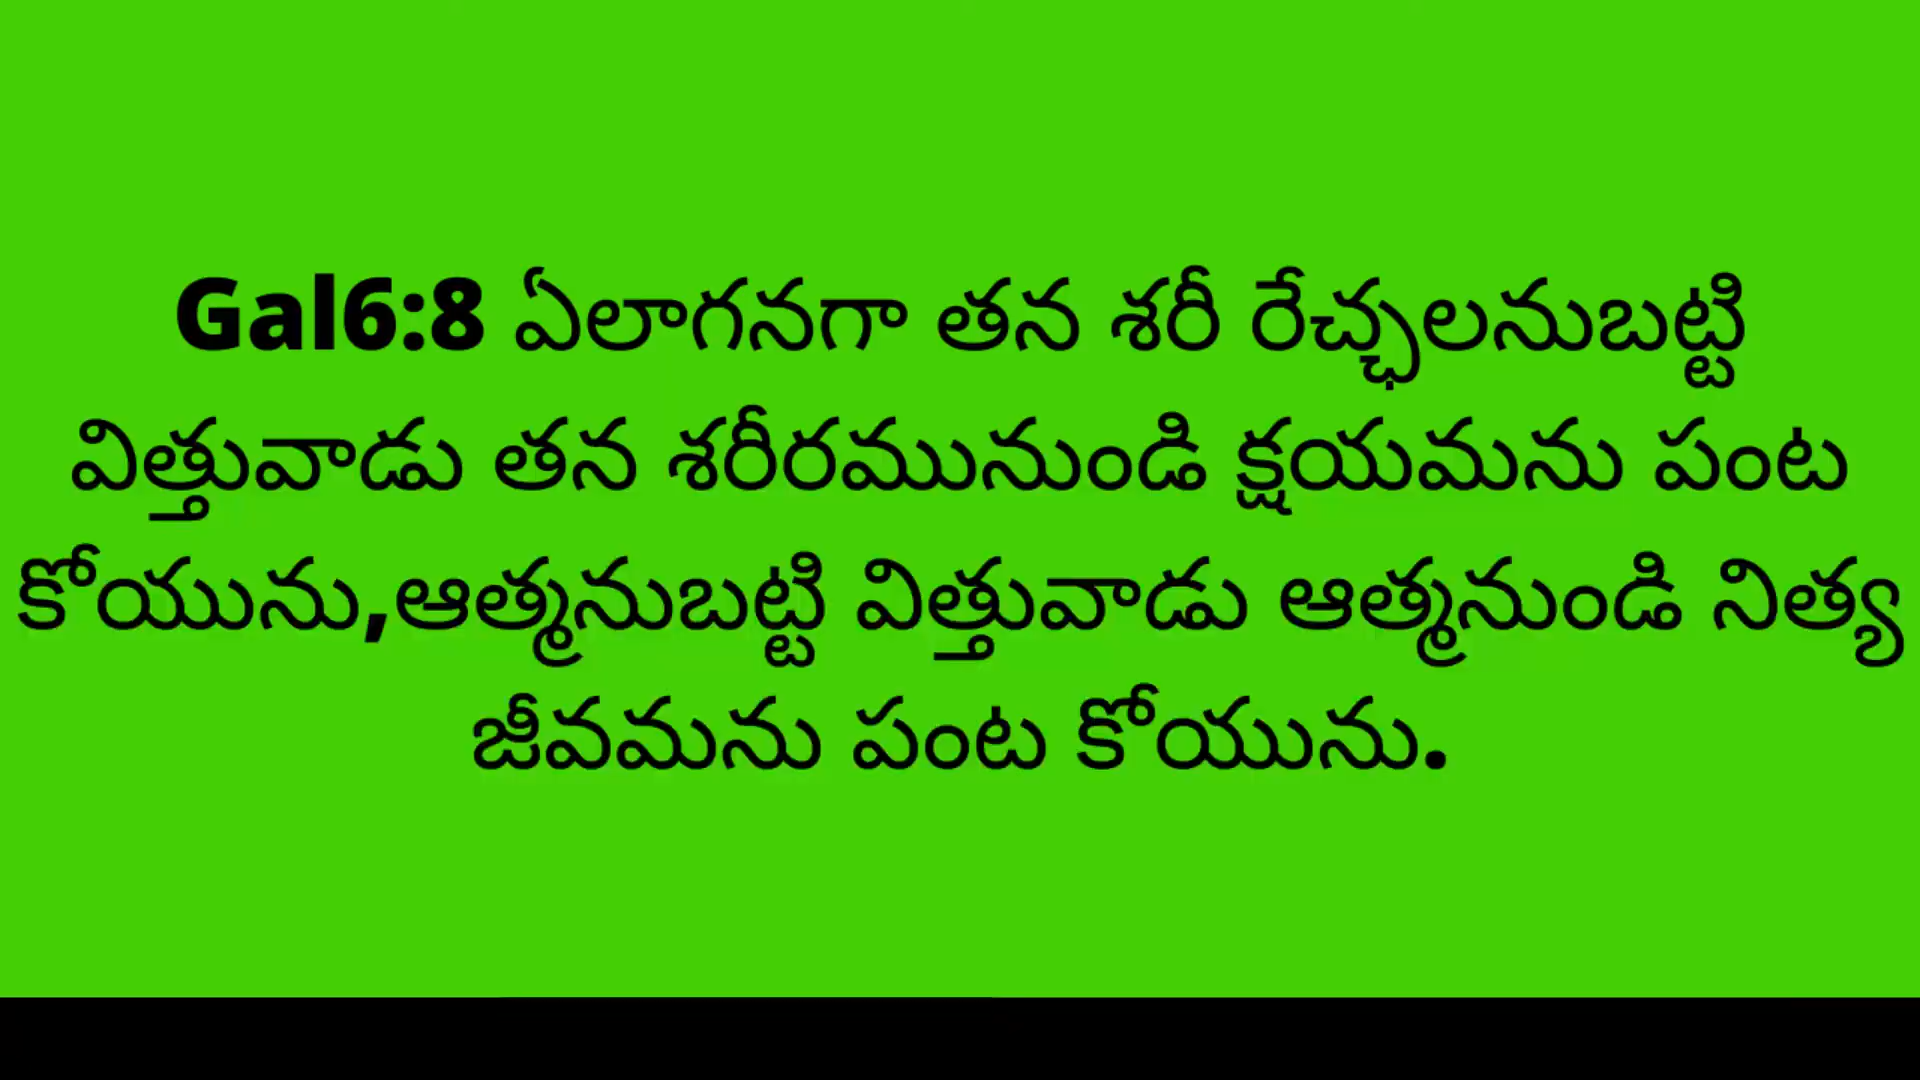 Gal6:8 ఏలాగనగా తన శరీ రేచ్ఛలనుబట్టి
విత్తువాడు తన శరీరమునుండి క్షయమను పంట
కోయును,ఆత్మనుబట్టి విత్తువాడు ఆత్మనుండి నిత్య
జీవమను పంట కోయును.